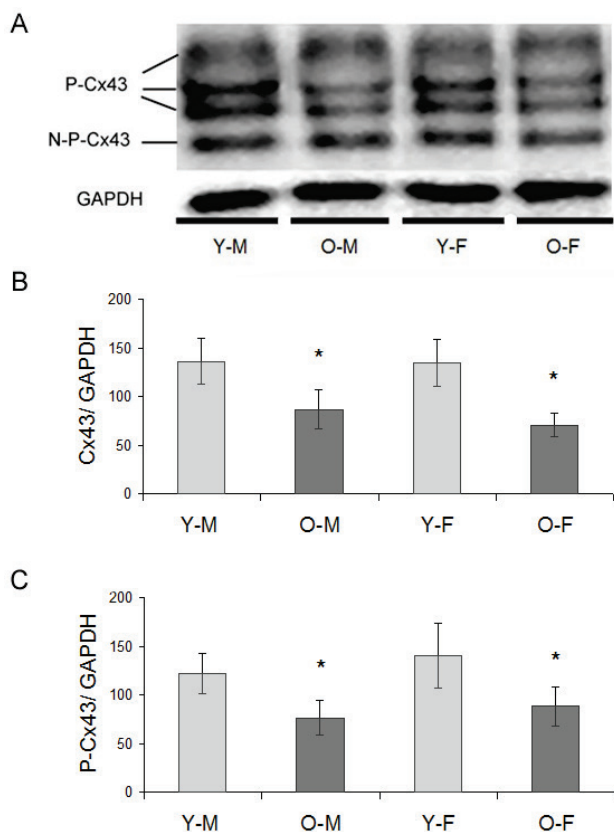 A
P-Cx43
N-P-Cx43
GAPDH
Y-M O-M Y-F O-F
B
Cx43/ GAPDH
200
150
100
50
0
*
*
Y-M O-M Y-F O-F
C
P-Cx43/ GAPDH
200
150
100
50
0
*
*
Y-M O-M Y-F O-F